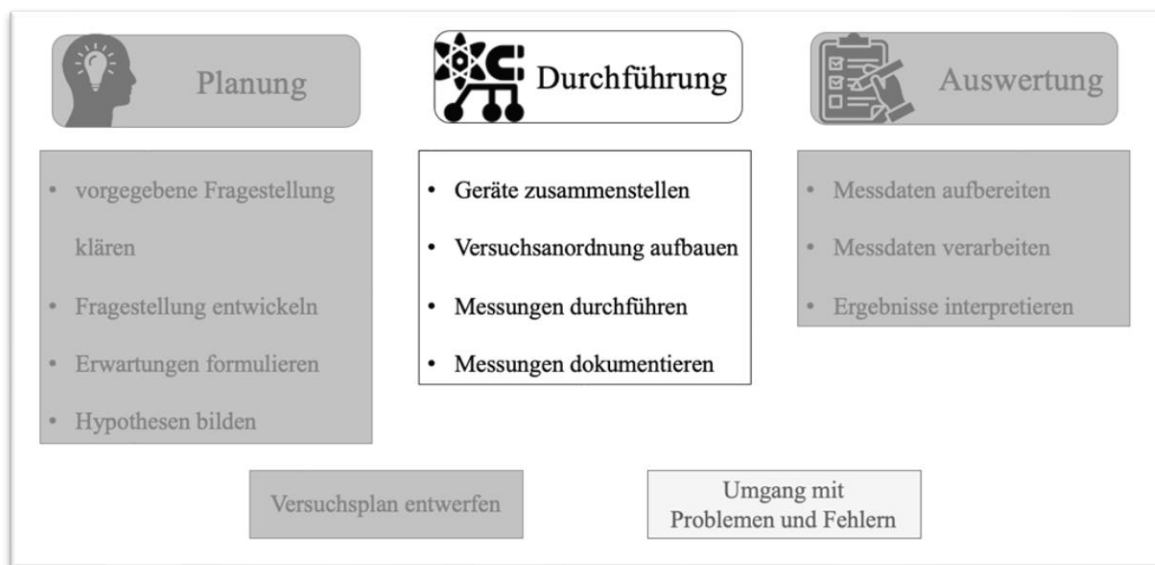 Planung
Durchführung
Auswertung
• vorgegebene Fragestellung
klären
• Fragestellung entwickeln
• Erwartungen formulieren
• Hypothesen bilden
• Geräte zusammenstellen
• Versuchsanordnung aufbauen
• Messungen durchführen
• Messungen dokumentieren
• Messdaten aufbereiten
• Messdaten verarbeiten
• Ergebnisse interpretieren
Versuchsplan entwerfen
Umgang mit
Problemen und Fehlern